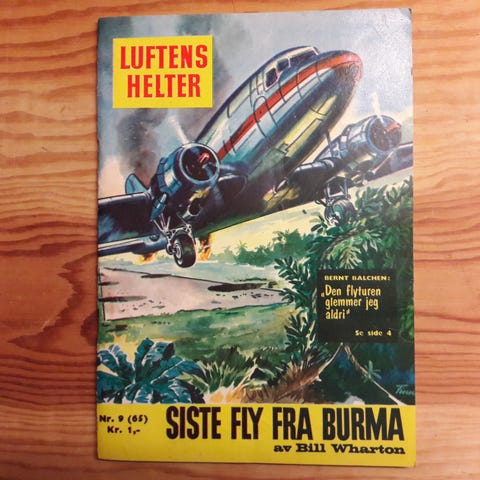 LUFTENS
HELTER
BERNT BALCHEN:
„Den flyturen
glemmer jeg
aldri"
Se side 4
Nr. 9 (65)
Kr. 1,-
SISTE FLY FRA BURMA
av Bill Wharton